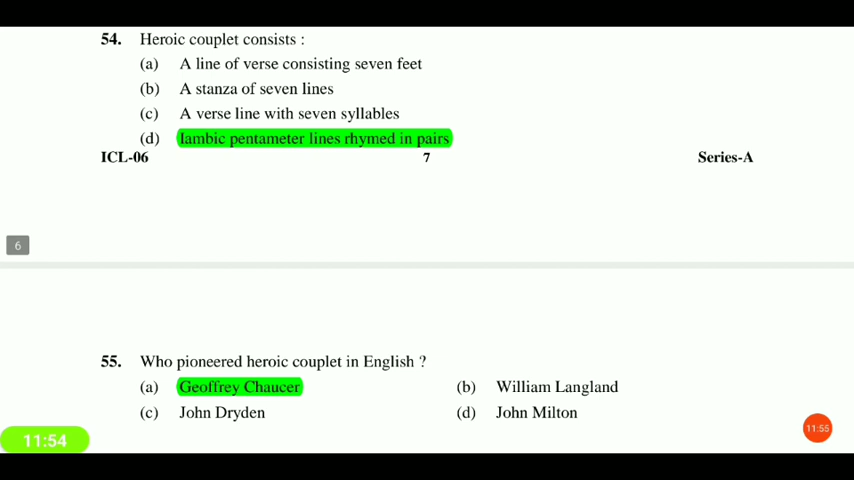 54. Heroic couplet consists :
(a) A line of verse consisting seven feet
(b) A stanza of seven lines
(c) A verse line with seven syllables
(d) Iambic pentameter lines rhymed in pairs
ICL-06 7 Series-A
6
55. Who pioneered heroic couplet in English ?
(a) Geoffrey Chaucer (b) William Langland
(c) John Dryden (d) John Milton
11:54 11:55